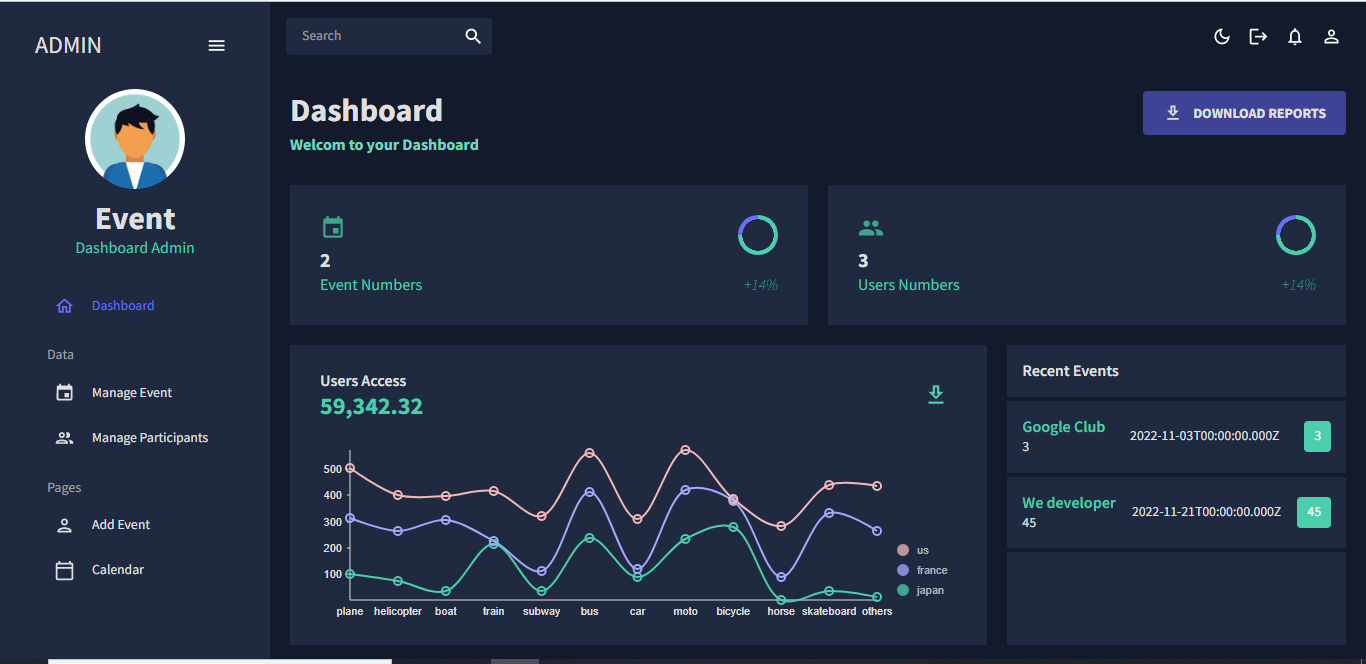 ADMIN
Search
Event
Dashboard Admin
Dashboard
Data
Manage Event
Manage Participants
Pages
Add Event
Calendar
Dashboard
Welcom to your Dashboard
DOWNLOAD REPORTS
2
Event Numbers
+14%
3
Users Numbers
+14%
Users Access
59,342.32
500
400
300
200
100
plane helicopter boat train subway bus car moto bicycle horse skateboard others
us
france
japan
Recent Events
Google Club
3
2022-11-03T00:00:00.000Z
3
We developer
45
2022-11-21T00:00:00.000Z
45